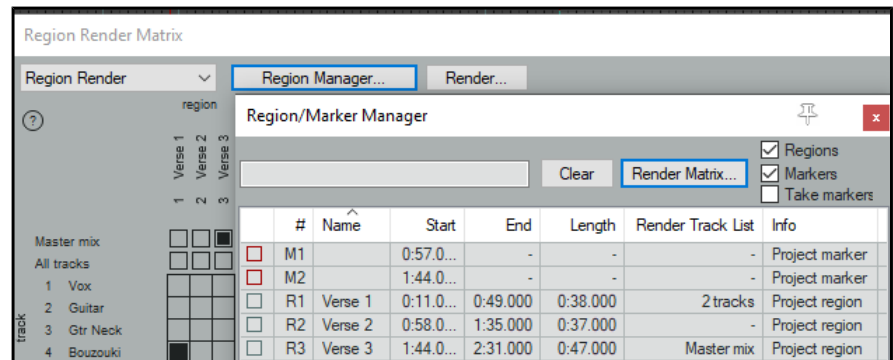 Region Render Matrix
Region Render
Region Manager...
Render...
region
?
Verse 1
Verse 2
Verse 3
1 2 3
Master mix
All tracks
track
1 Vox
2 Guitar
3 Gtr Neck
4 Bouzouki
Region/Marker Manager
x
Clear
Render Matrix...
Regions
Markers
Take markers
# Name Start End Length Render Track List Info
M1 0:57.0... - - - Project marker
M2 1:44.0... - - - Project marker
R1 Verse 1 0:11.0... 0:49.000 0:38.000 2 tracks Project region
R2 Verse 2 0:58.0... 1:35.000 0:37.000 - Project region
R3 Verse 3 1:44.0... 2:31.000 0:47.000 Master mix Project region